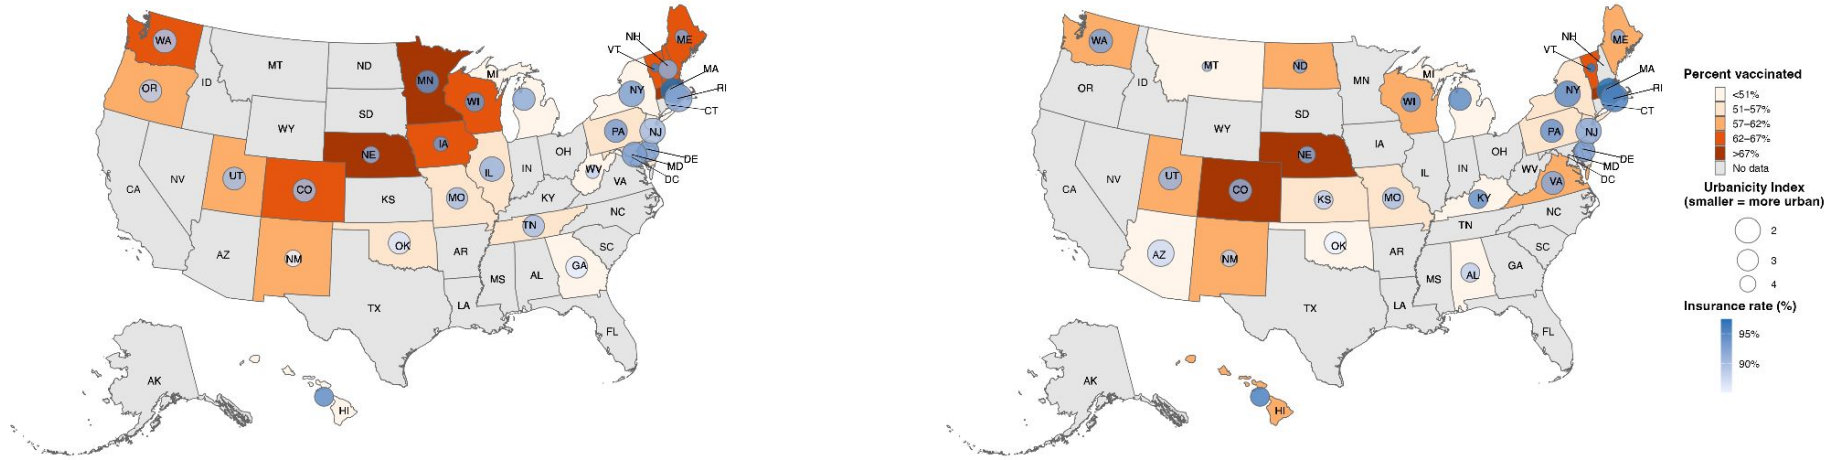 WA
OR
ID
MT
ND
MN
WI
MI
NH
VT
ME
MA
RI
CT
NY
SD
WY
NE
IA
PA
NJ
OH
IN
IL
DE
MD
DC
WV
VA
CA
NV
UT
CO
KS
MO
KY
NC
TN
SC
AZ
NM
OK
AR
MS
AL
GA
TX
LA
FL
AK
HI
WA
OR
ID
MT
ND
MN
WI
MI
NH
VT
ME
MA
RI
CT
NY
SD
WY
NE
IA
PA
NJ
OH
IN
IL
DE
MD
DC
WV
VA
CA
NV
UT
CO
KS
MO
KY
NC
TN
SC
AZ
NM
OK
AR
MS
AL
GA
TX
LA
FL
AK
HI
Percent vaccinated
<51%
51–57%
57–62%
62–67%
>67%
No data
Urbanicity Index
(smaller = more urban)
2
3
4
Insurance rate (%)
95%
90%